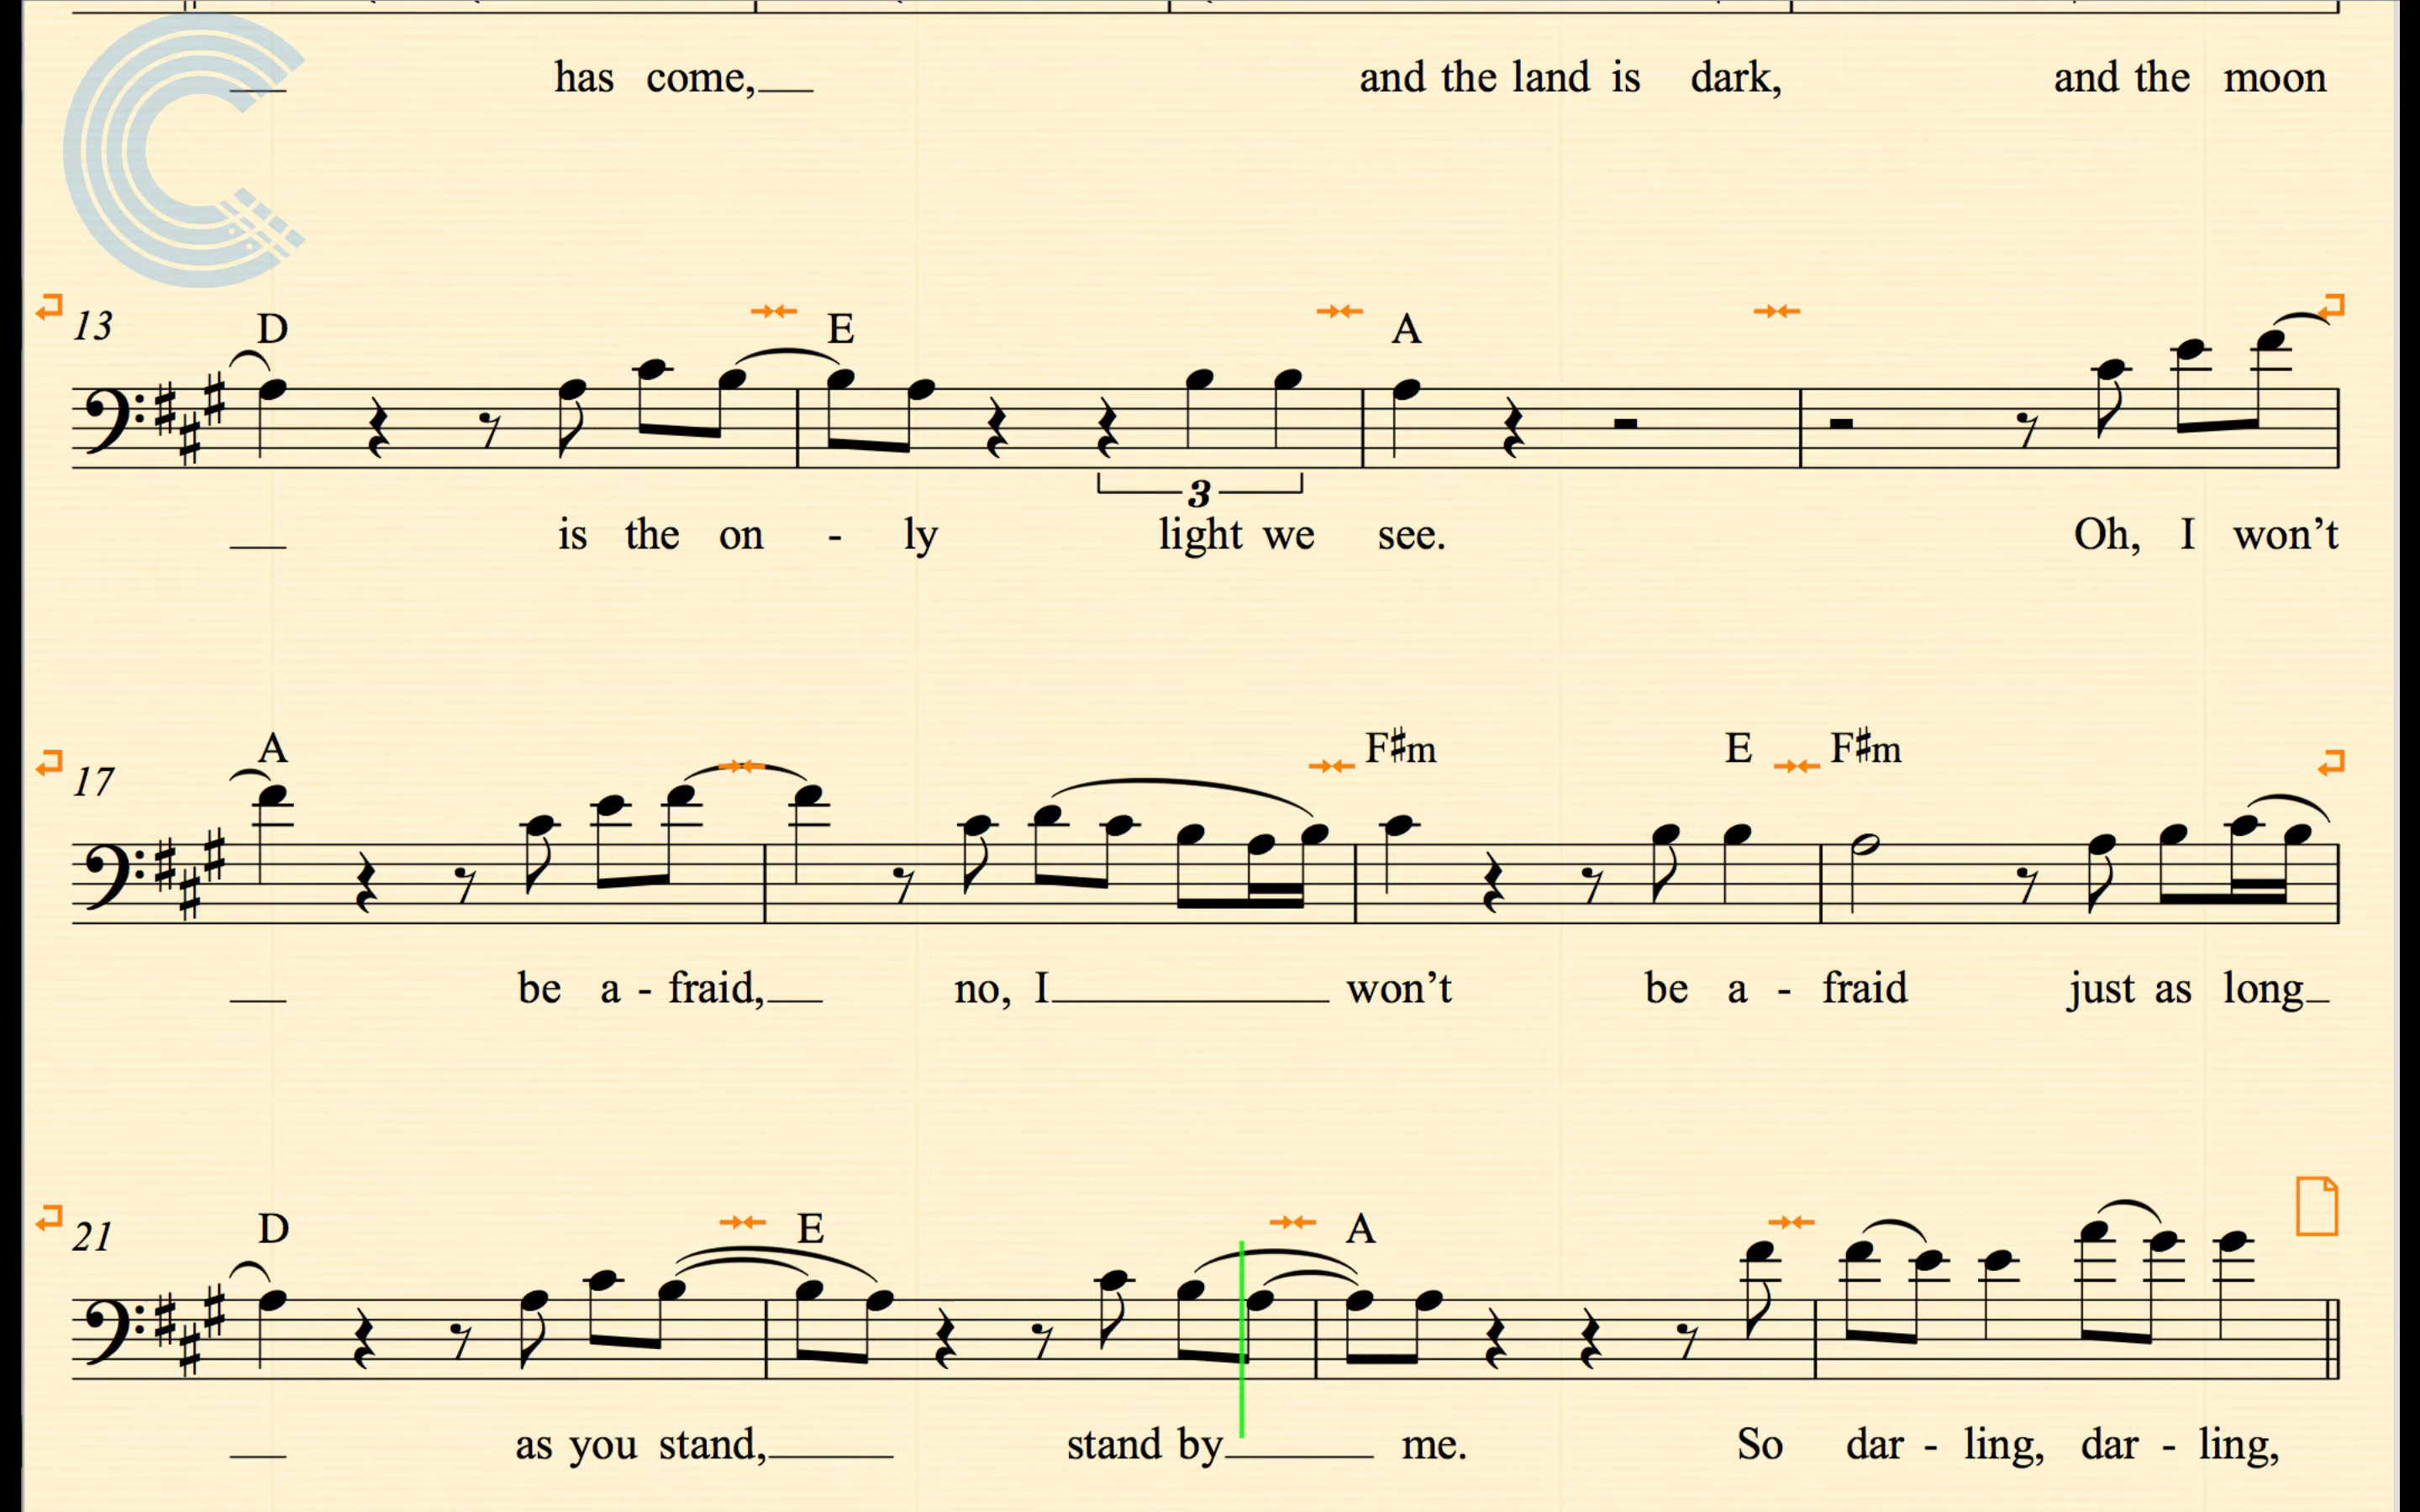 has come, and the land is dark, and the moon
13 D E A
3
is the on - ly light we see. Oh, I won't
17 A F#m E F#m
be a - fraid, no, I won't be a - fraid just as long
21 D E A
as you stand, stand by me. So dar - ling, dar - ling,